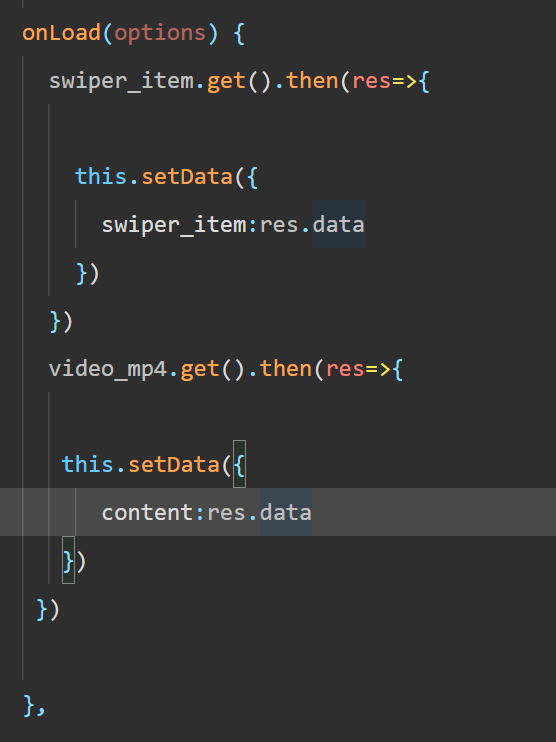 onLoad(options) {
swiper_item.get().then(res=>{
this.setData({
swiper_item:res.data
})
})
video_mp4.get().then(res=>{
this.setData({
content:res.data
})
})
},